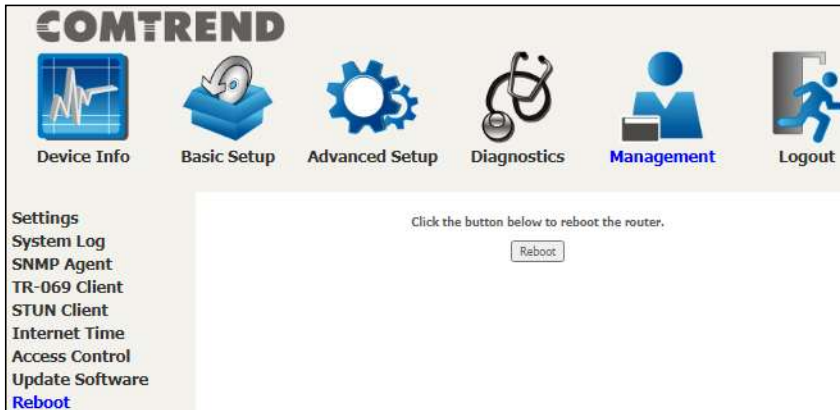 COMTREND
Device Info
Basic Setup
Advanced Setup
Diagnostics
Management
Logout
Settings
System Log
SNMP Agent
TR-069 Client
STUN Client
Internet Time
Access Control
Update Software
Reboot
Click the button below to reboot the router.
Reboot